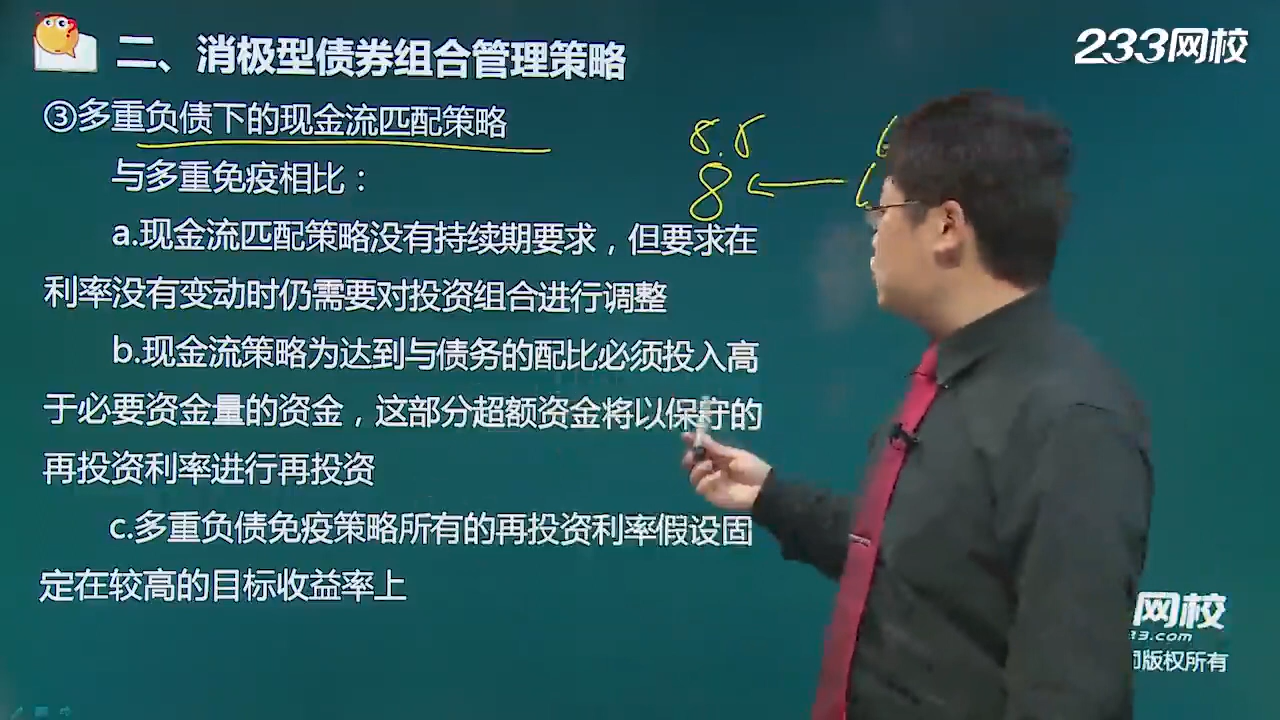 233网校
二、消极型债券组合管理策略
③多重负债下的现金流匹配策略
8.8
8
与多重免疫相比：
a.现金流匹配策略没有持续期要求，但要求在
利率没有变动时仍需要对投资组合进行调整
b.现金流策略为达到与债务的配比必须投入高
于必要资金量的资金，这部分超额资金将以保守的
再投资利率进行再投资
c.多重负债免疫策略所有的再投资利率假设固
定在较高的目标收益率上
网校
33.com
版权所有